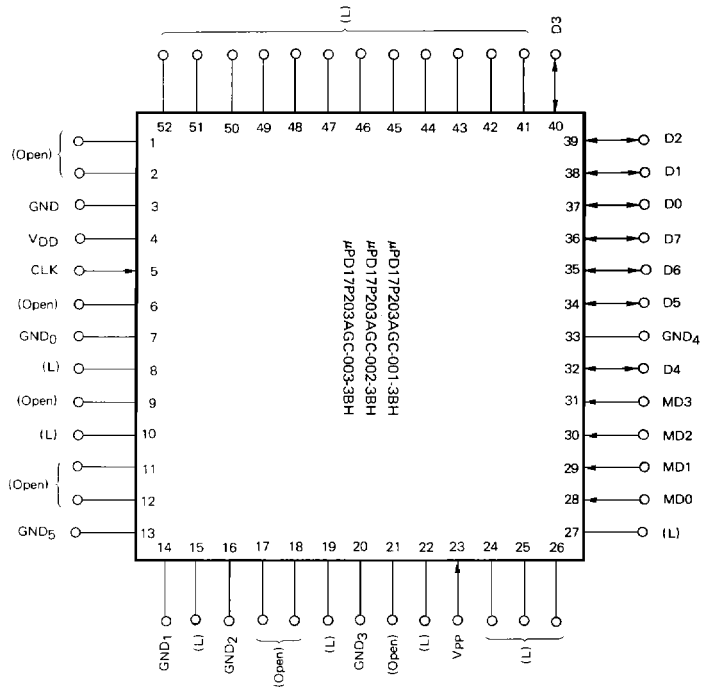 (L)
D3
52 51 50 49 48 47 46 45 44 43 42 41 40
(Open)
1
2
GND 3
VDD 4
CLK 5
(Open) 6
GND0 7
(L) 8
(Open) 9
(L) 10
(Open)
11
12
GND5 13
μPD17P203AGC-001-3BH
μPD17P203AGC-002-3BH
μPD17P203AGC-003-3BH
39 D2
38 D1
37 D0
36 D7
35 D6
34 D5
33 GND4
32 D4
31 MD3
30 MD2
29 MD1
28 MD0
27 (L)
14 15 16 17 18 19 20 21 22 23 24 25 26
GND1 (L) GND2 (Open) (L) GND3 (Open) (L) VPP (L)